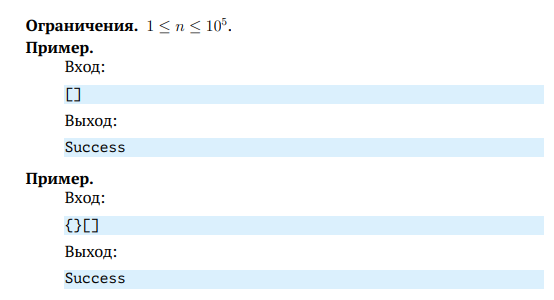 Ограничения. 1 ≤ n ≤ 10⁵.
Пример.
Вход:
[]
Выход:
Success
Пример.
Вход:
{}[]
Выход:
Success